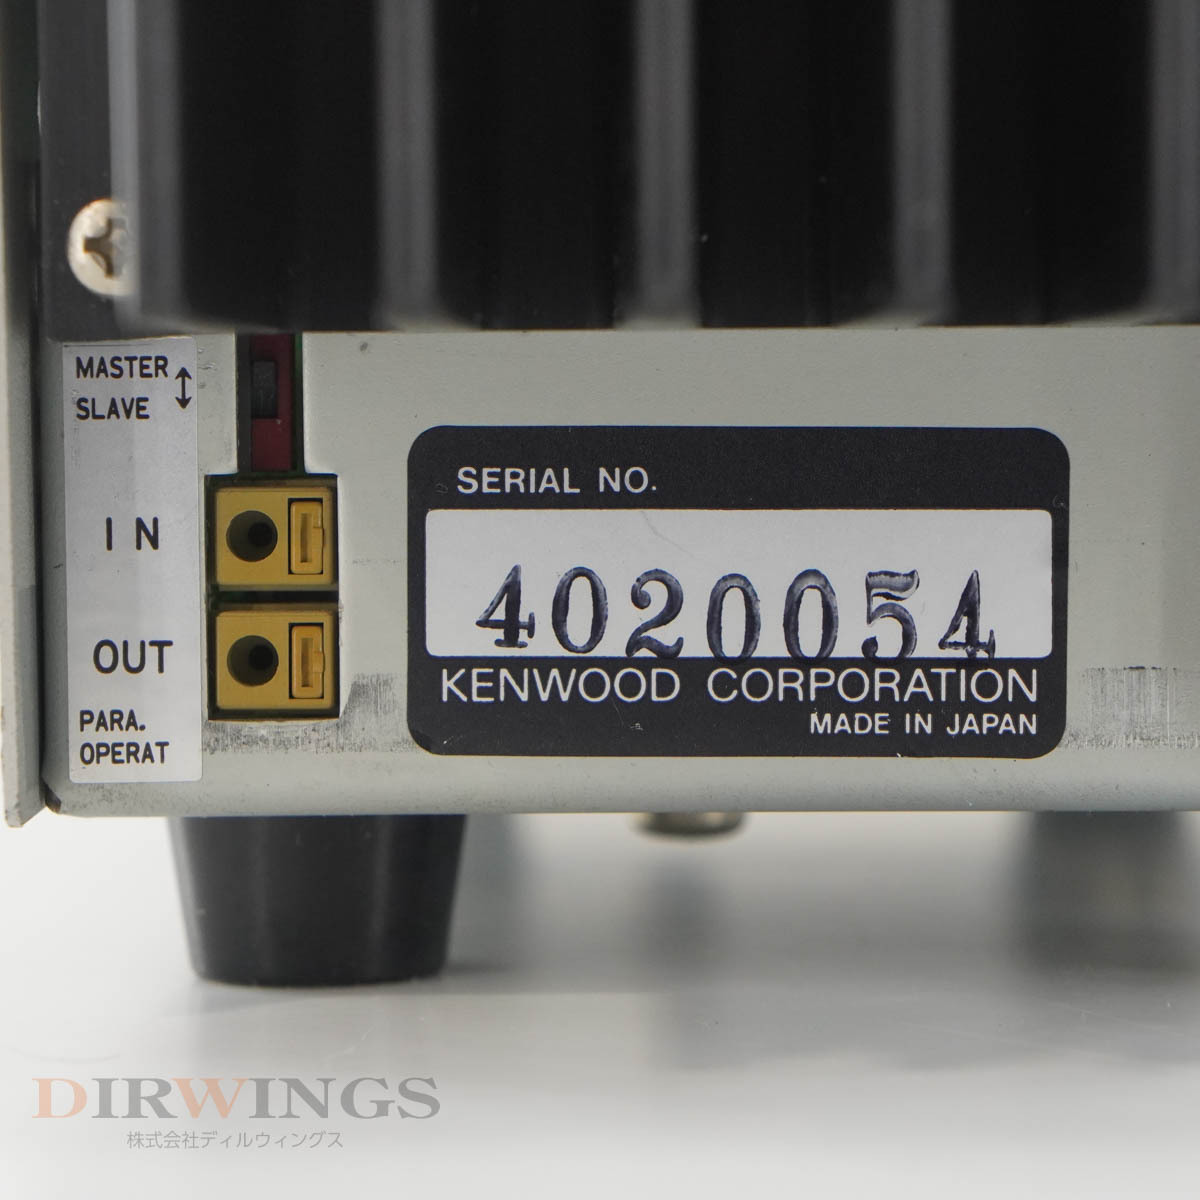 MASTER
SLAVE
IN
OUT
PARA.
OPERAT
SERIAL NO.
4020054
KENWOOD CORPORATION
MADE IN JAPAN
DIRWINGS
株式会社ディルウィングス